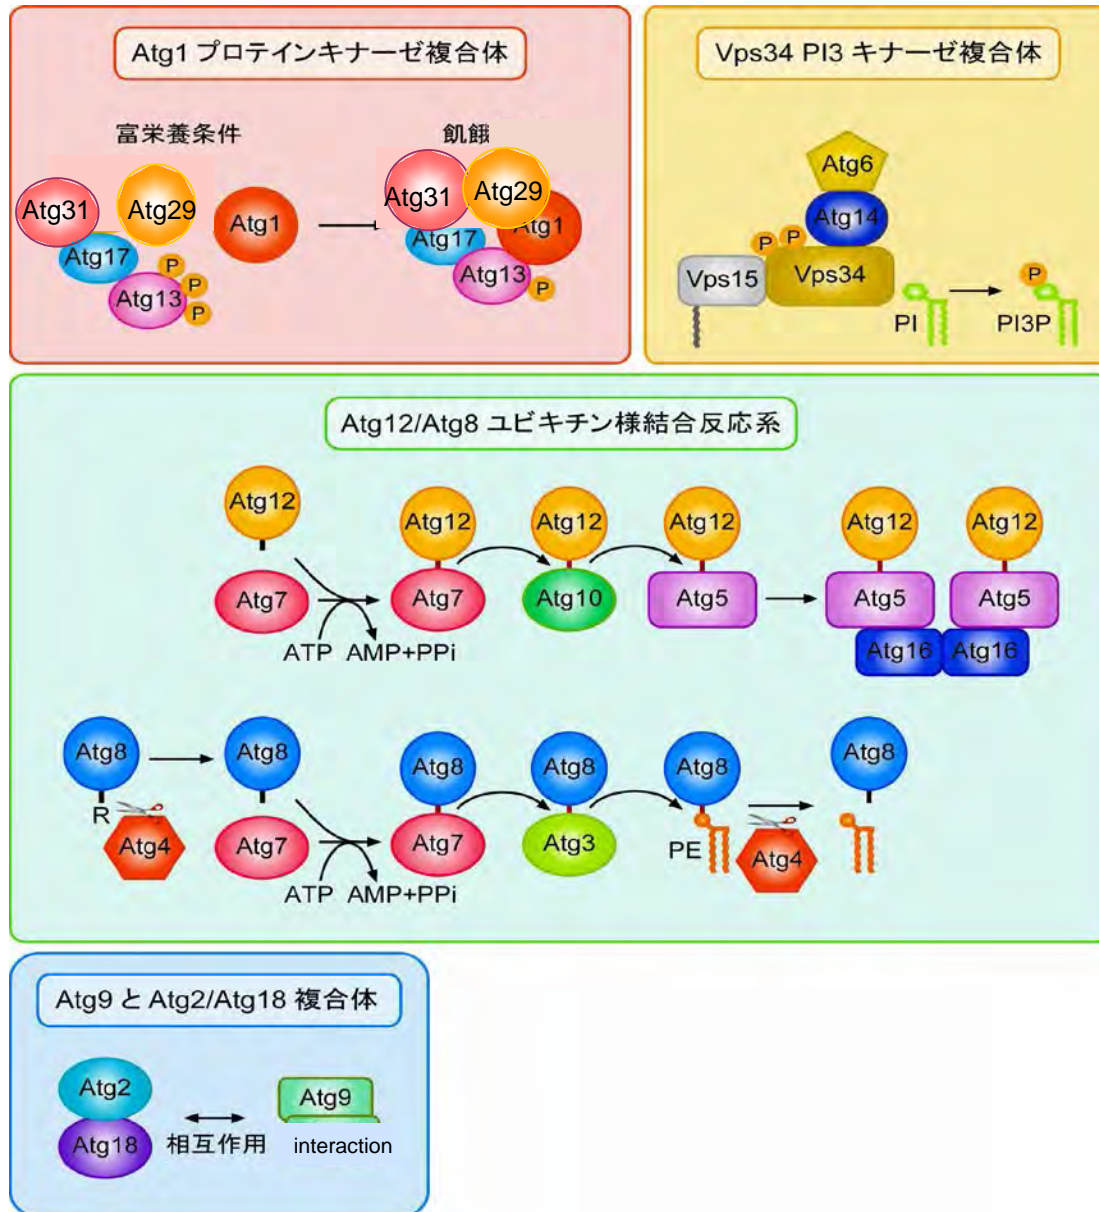 Atg1 プロテインキナーゼ複合体
富栄養条件
飢餓
Atg31
Atg29
Atg1
Atg17
Atg13
P
P
P
Atg31
Atg29
Atg1
Atg17
Atg13
P
Vps34 PI3 キナーゼ複合体
Atg6
Atg14
P
P
Vps15
Vps34
PI
P
PI3P
Atg12/Atg8 ユビキチン様結合反応系
Atg12
Atg12
Atg12
Atg12
Atg12
Atg12
Atg7
Atg7
Atg10
Atg5
Atg5
Atg5
ATP
AMP+PPi
Atg16
Atg16
Atg8
Atg8
Atg8
Atg8
Atg8
Atg8
R
Atg4
Atg7
Atg7
Atg3
PE
Atg4
ATP
AMP+PPi
Atg9 と Atg2/Atg18 複合体
Atg2
Atg9
Atg18
相互作用
interaction